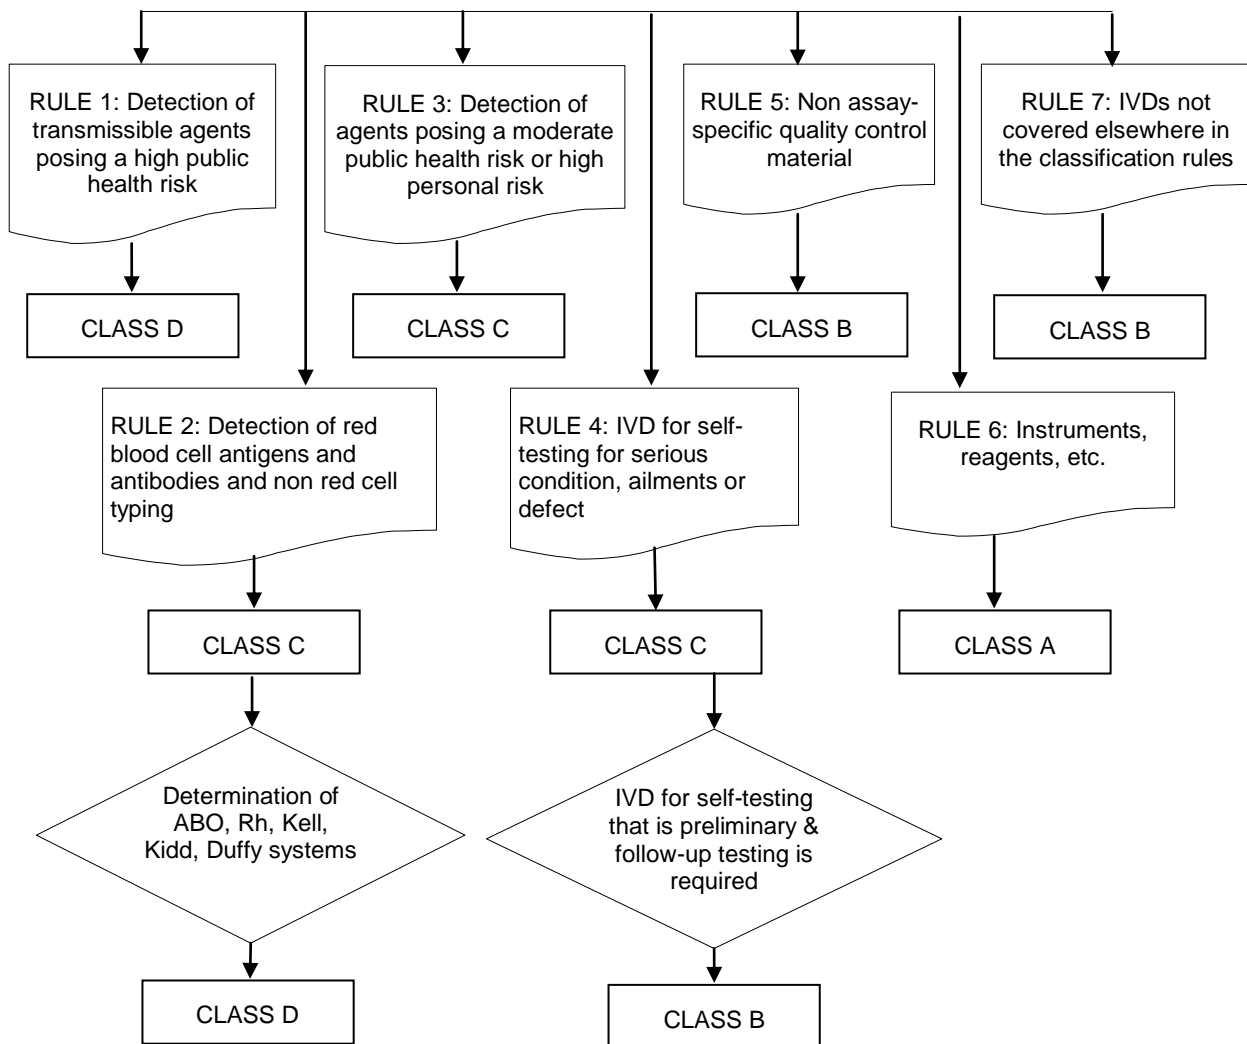 RULE 1: Detection of
transmissible agents
posing a high public
health risk
RULE 3: Detection of
agents posing a moderate
public health risk or high
personal risk
RULE 5: Non assay-
specific quality control
material
RULE 7: IVDs not
covered elsewhere in
the classification rules
CLASS D
CLASS C
CLASS B
CLASS B
RULE 2: Detection of red
blood cell antigens and
antibodies and non red cell
typing
RULE 4: IVD for self-
testing for serious
condition, ailments or
defect
RULE 6: Instruments,
reagents, etc.
CLASS C
CLASS C
CLASS A
Determination of
ABO, Rh, Kell,
Kidd, Duffy systems
IVD for self-testing
that is preliminary &
follow-up testing is
required
CLASS D
CLASS B